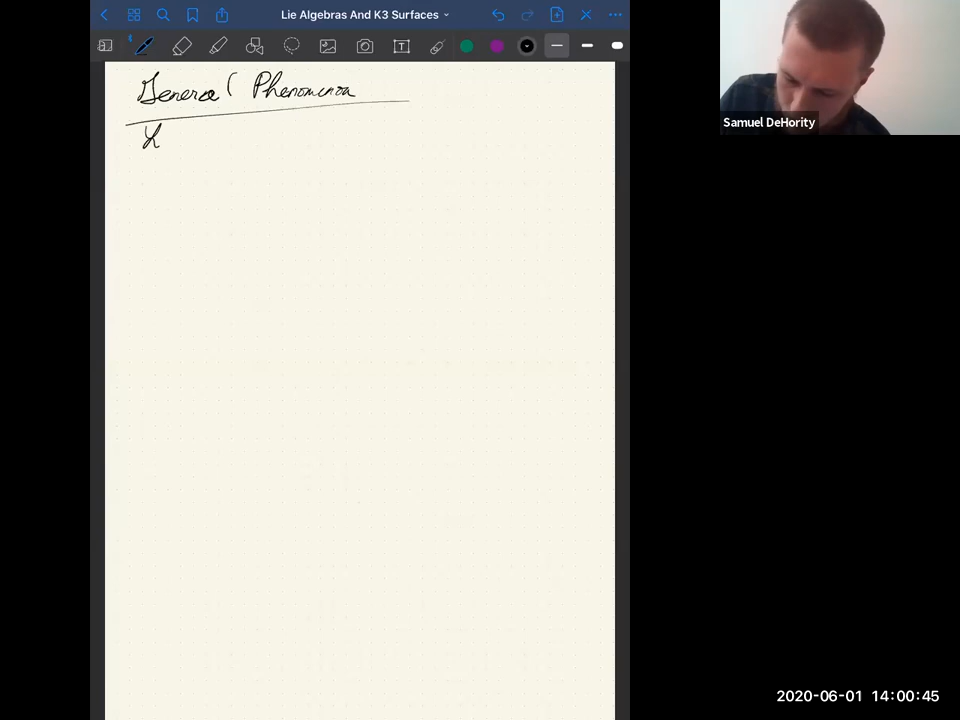 Lie Algebras And K3 Surfaces
T
General Phenomena
Samuel DeHority
2020-06-01 14:00:45